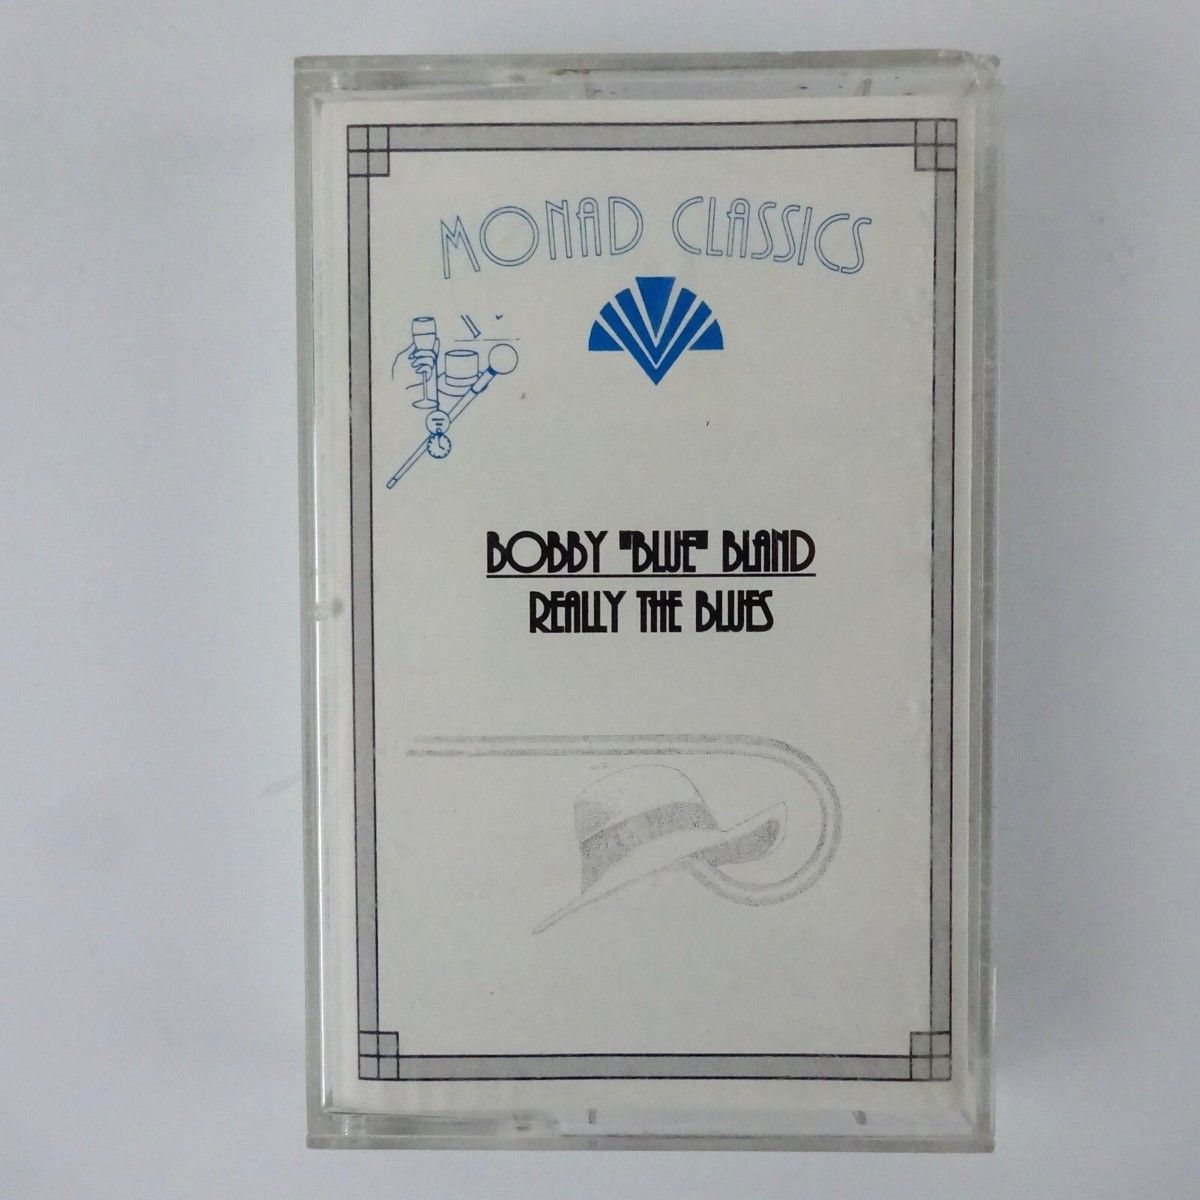 MONAD CLASSICS
BOBBY "BLUE" BLAND
REALLY THE BLUES